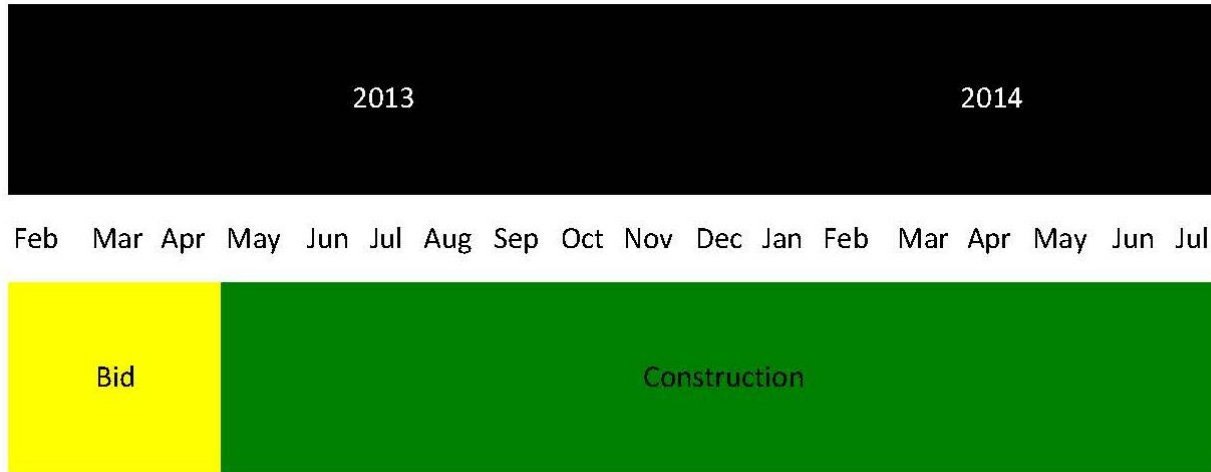 2013 2014
Feb Mar Apr May Jun Jul Aug Sep Oct Nov Dec Jan Feb Mar Apr May Jun Jul
Bid Construction